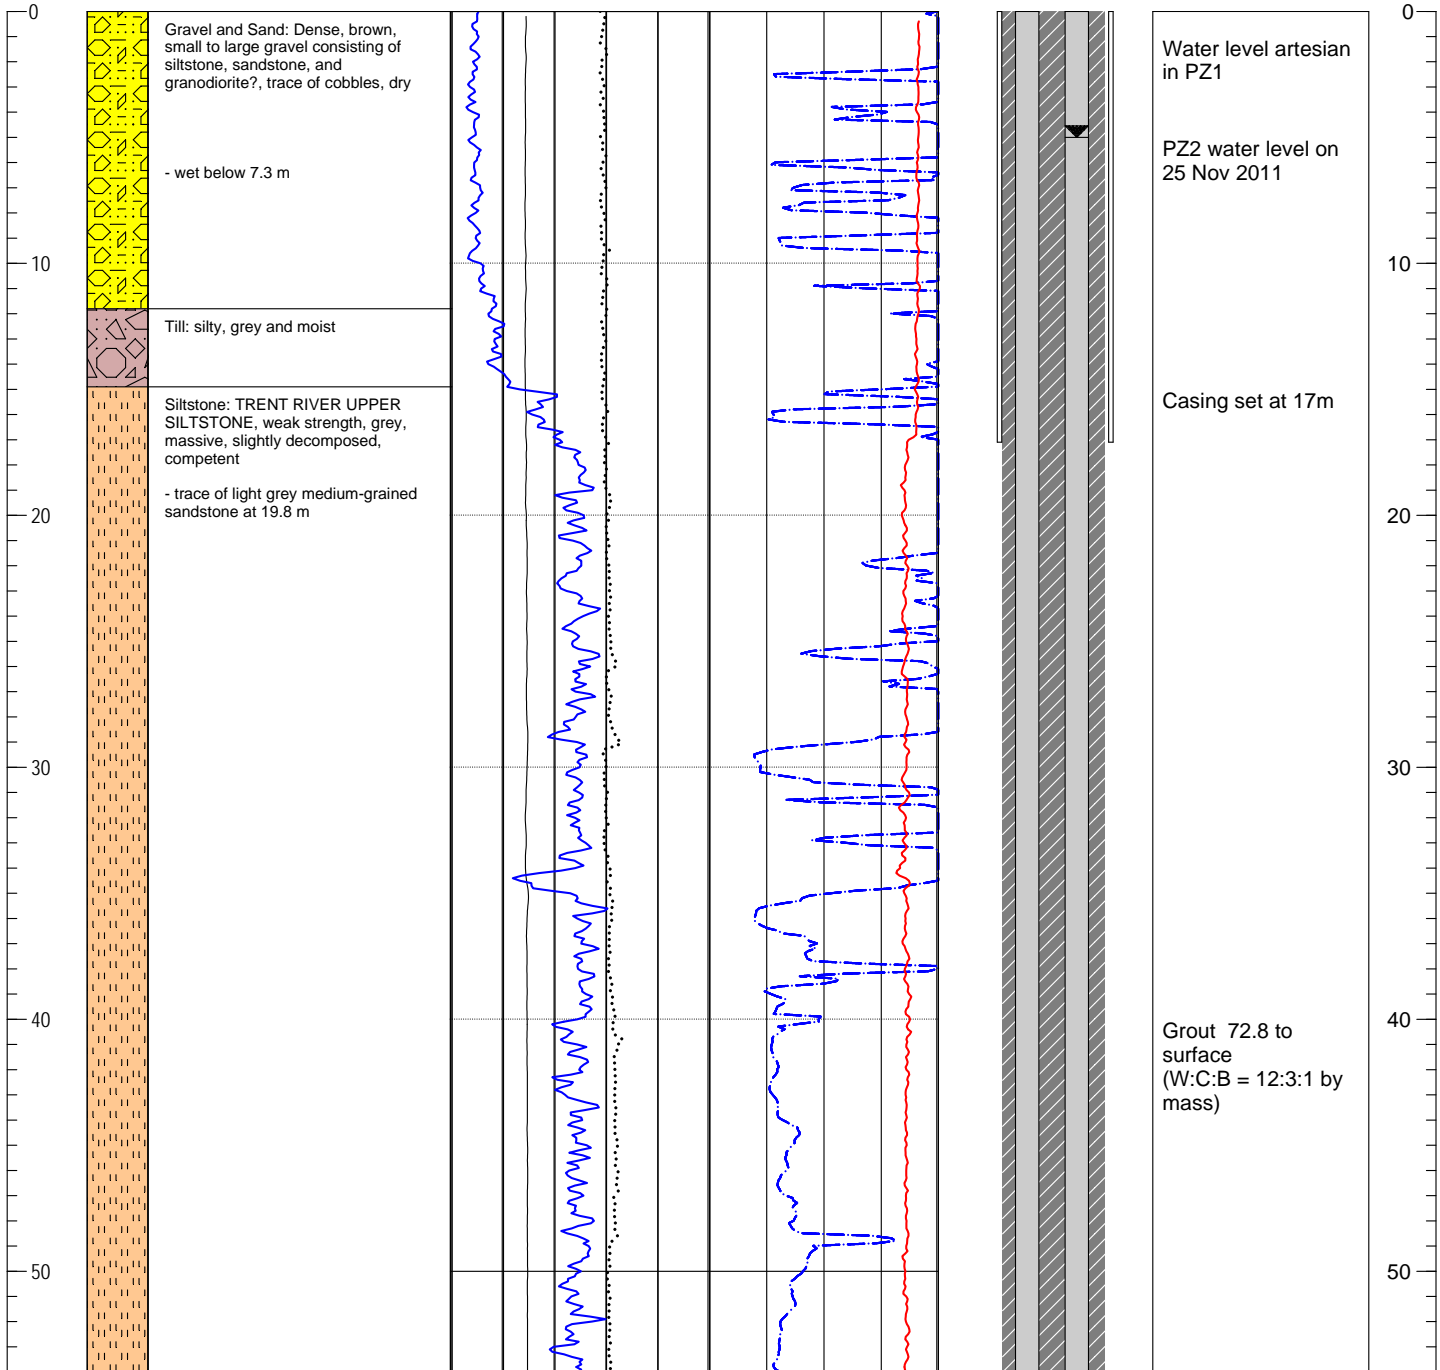 0
10
20
30
40
50
Gravel and Sand: Dense, brown,
small to large gravel consisting of
siltstone, sandstone, and
granodiorite?, trace of cobbles, dry
- wet below 7.3 m
Till: silty, grey and moist
Siltstone: TRENT RIVER UPPER
SILTSTONE, weak strength, grey,
massive, slightly decomposed,
competent
- trace of light grey medium-grained
sandstone at 19.8 m
Water level artesian
in PZ1
PZ2 water level on
25 Nov 2011
Casing set at 17m
Grout 72.8 to
surface
(W:C:B = 12:3:1 by
mass)
0
10
20
30
40
50